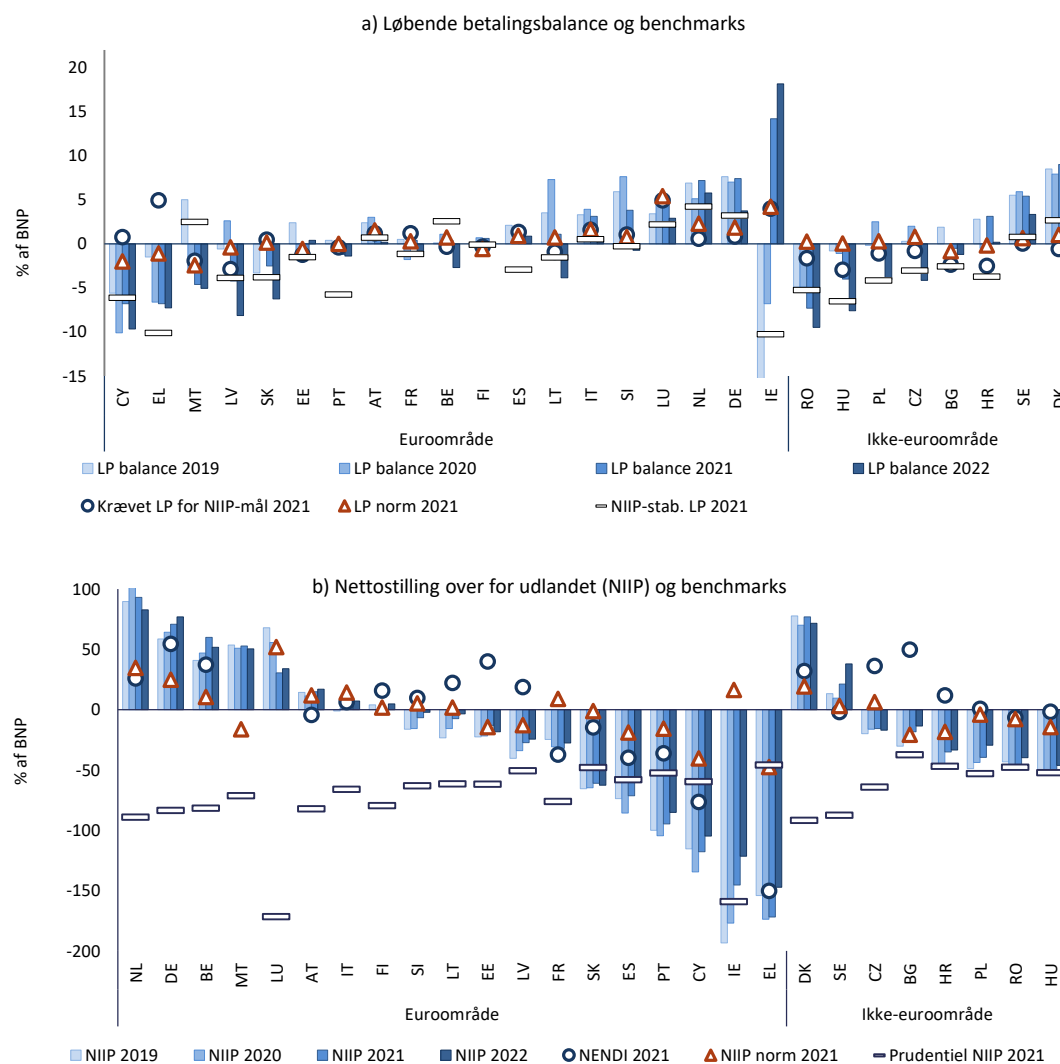 a) Løbende betalingsbalance og benchmarks
% af BNP
20
15
10
5
0
-5
-10
-15
CY EL MT LV SK EE PT AT FR BE FI ES LT IT SI LU NL DE IE RO HU PL CZ BG HR SE DK
Euroområde Ikke-euroområde
LP balance 2019 LP balance 2020 LP balance 2021 LP balance 2022
Krævet LP for NIIP-mål 2021 LP norm 2021 NIIP-stab. LP 2021
b) Nettostilling over for udlandet (NIIP) og benchmarks
% af BNP
100
50
0
-50
-100
-150
-200
NL DE BE MT LU AT IT FI SI LT EE LV FR SK ES PT CY IE EL DK SE CZ BG HR PL RO HU
Euroområde Ikke-euroområde
NIIP 2019 NIIP 2020 NIIP 2021 NIIP 2022 NENDI 2021 NIIP norm 2021 Prudentiel NIIP 2021